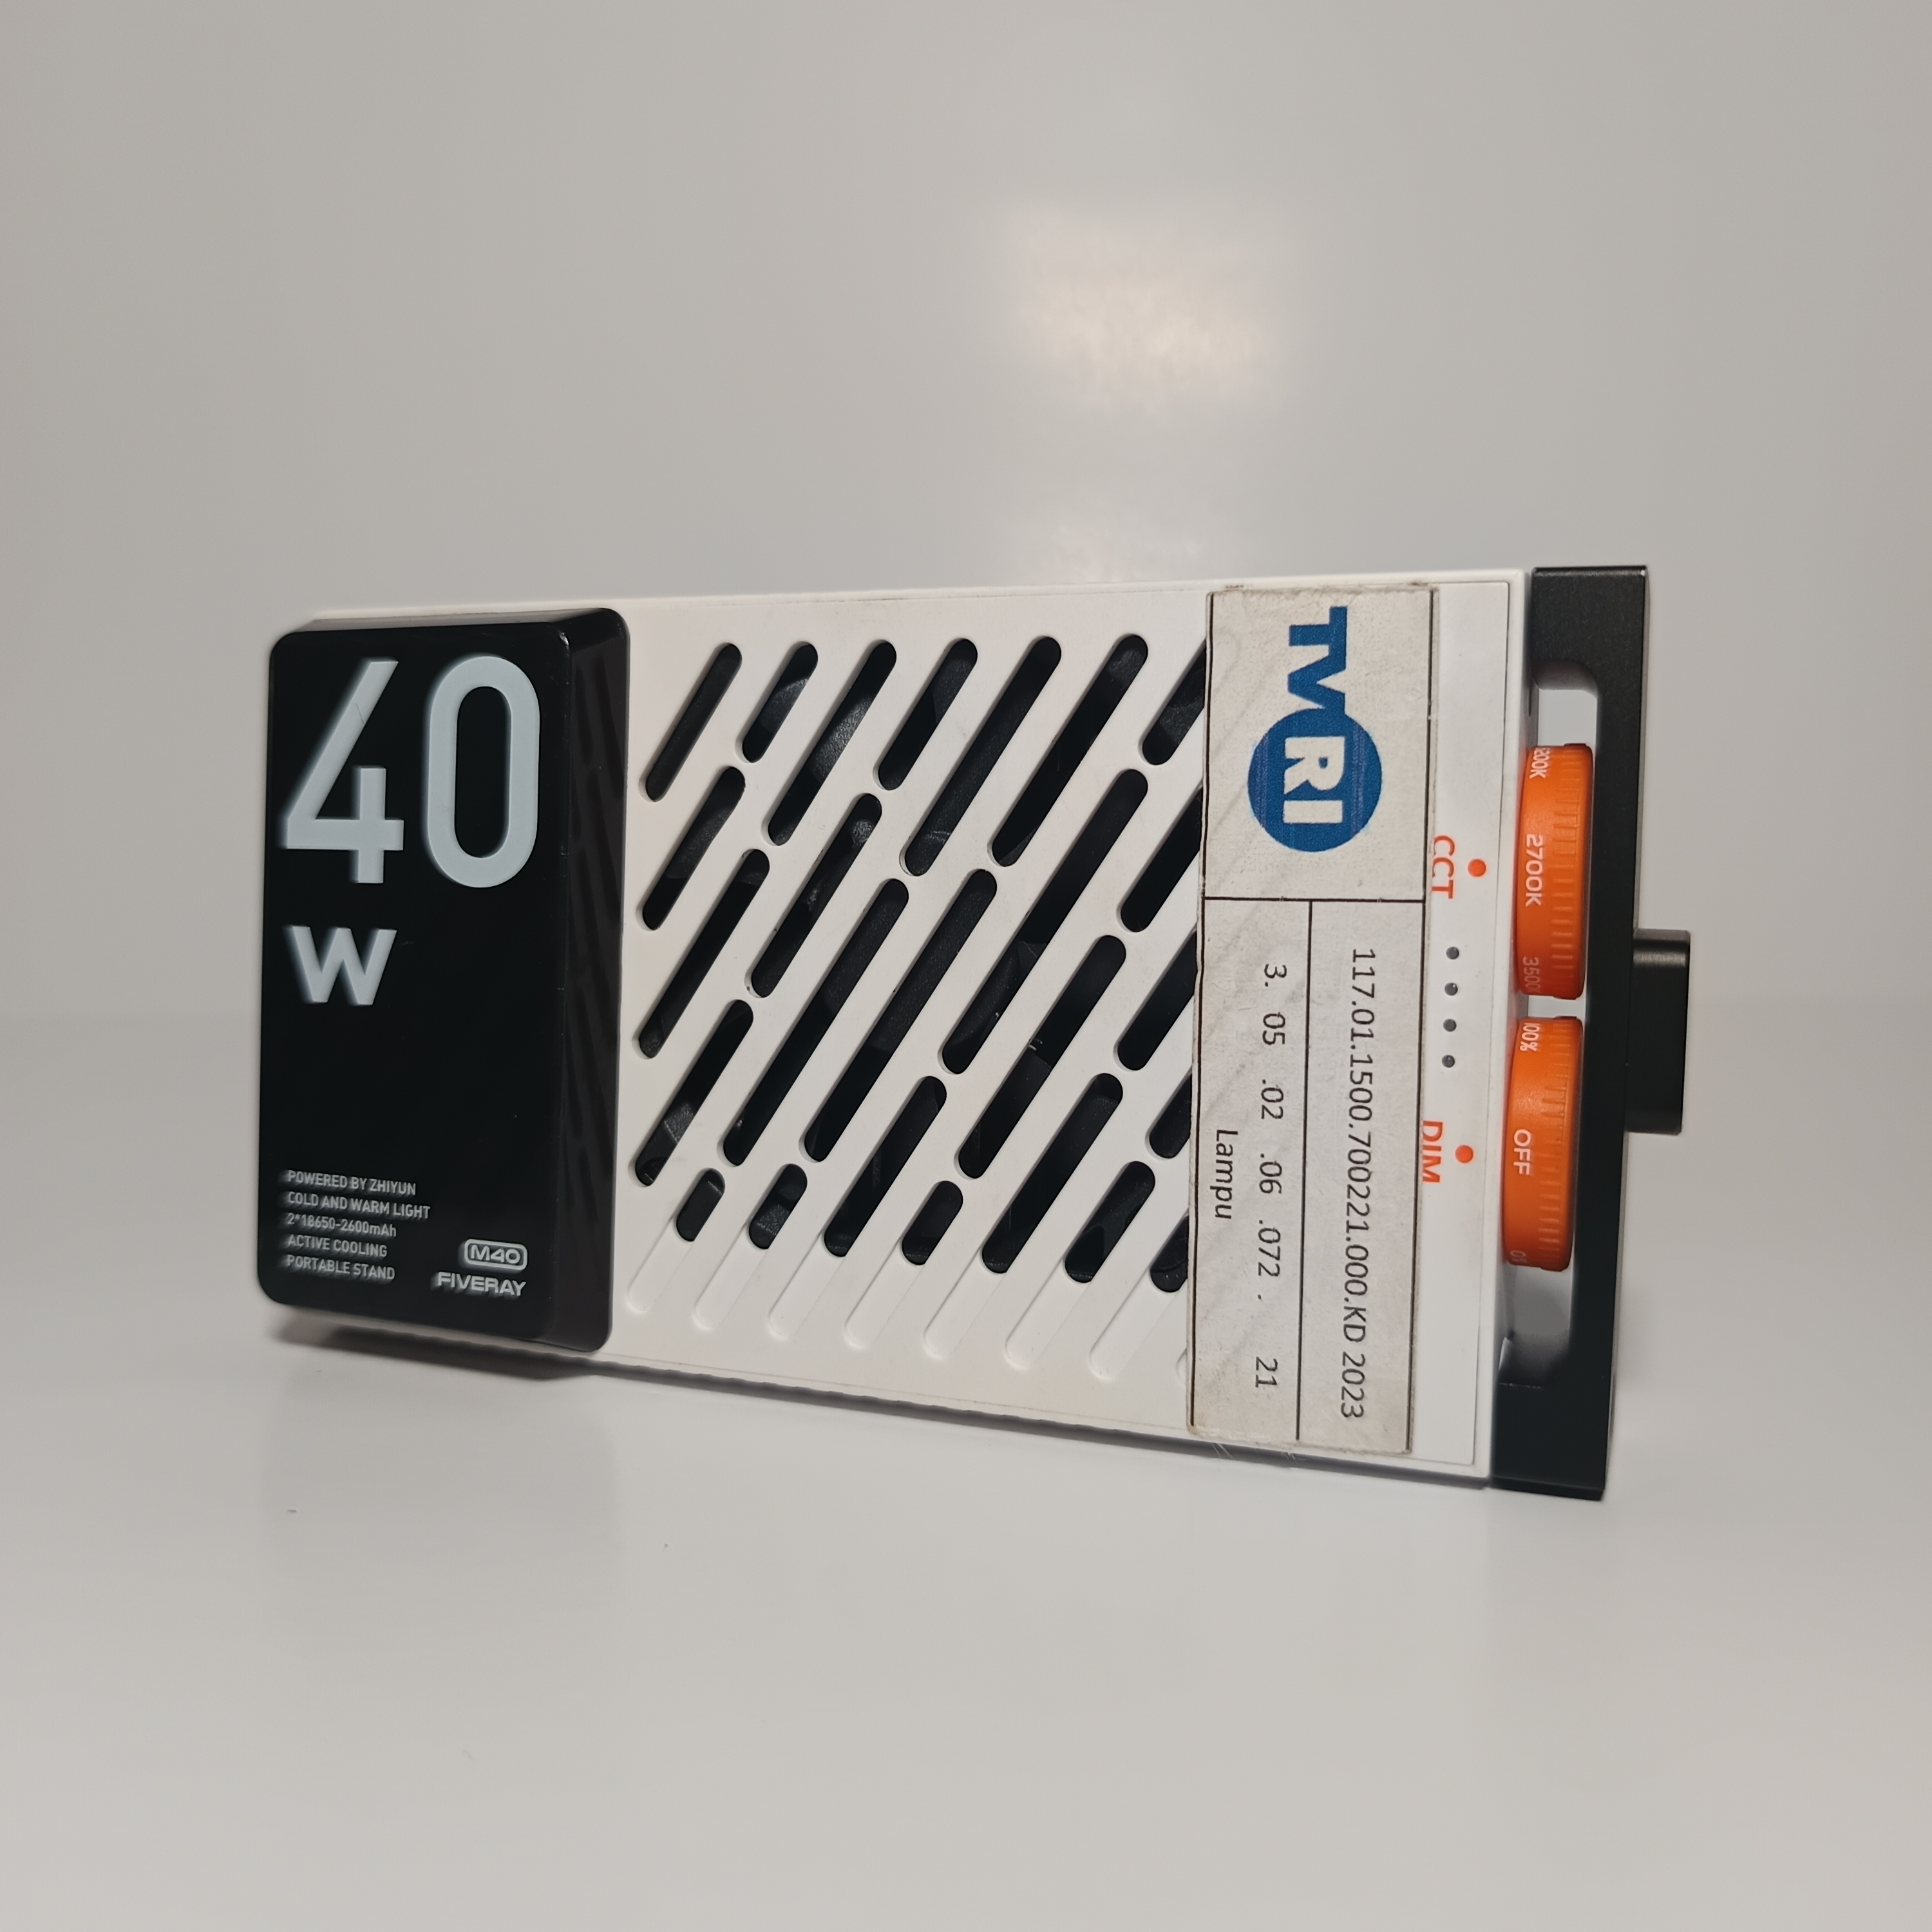 40
W
POWERED BY ZHIYUN
COLD AND WARM LIGHT
2*18650-2600mAh
ACTIVE COOLING
PORTABLE STAND
M40
FIVERAY
TVRI
117.01.1500.700221.000.KD 2023
3. 05 .02 .06 .072 . 21
Lampu
CCT
DIM
2700K
OFF